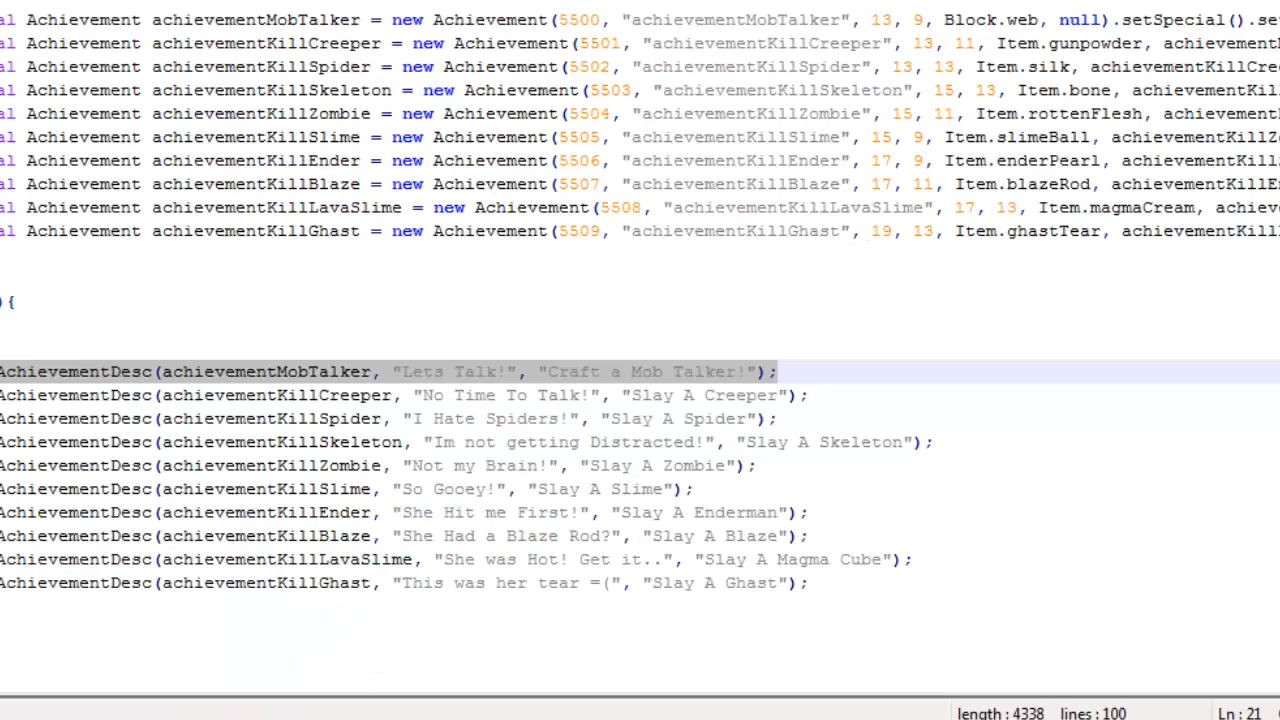 al Achievement achievementMobTalker = new Achievement(5500, "achievementMobTalker", 13, 9, Block.web, null).setSpecial().se
al Achievement achievementKillCreeper = new Achievement(5501, "achievementKillCreeper", 13, 11, Item.gunpowder, achievement
al Achievement achievementKillSpider = new Achievement(5502, "achievementKillSpider", 13, 13, Item.silk, achievementKillCre
al Achievement achievementKillSkeleton = new Achievement(5503, "achievementKillSkeleton", 15, 13, Item.bone, achievementKil
al Achievement achievementKillZombie = new Achievement(5504, "achievementKillZombie", 15, 11, Item.rottenFlesh, achievement
al Achievement achievementKillSlime = new Achievement(5505, "achievementKillSlime", 15, 9, Item.slimeBall, achievementKillZ
al Achievement achievementKillEnder = new Achievement(5506, "achievementKillEnder", 17, 9, Item.enderPearl, achievementKill
al Achievement achievementKillBlaze = new Achievement(5507, "achievementKillBlaze", 17, 11, Item.blazeRod, achievementKillE
al Achievement achievementKillLavaSlime = new Achievement(5508, "achievementKillLavaSlime", 17, 13, Item.magmaCream, achiev
al Achievement achievementKillGhast = new Achievement(5509, "achievementKillGhast", 19, 13, Item.ghastTear, achievementKill
) {
AchievementDesc(achievementMobTalker, "Lets Talk!", "Craft a Mob Talker!");
AchievementDesc(achievementKillCreeper, "No Time To Talk!", "Slay A Creeper");
AchievementDesc(achievementKillSpider, "I Hate Spiders!", "Slay A Spider");
AchievementDesc(achievementKillSkeleton, "Im not getting Distracted!", "Slay A Skeleton");
AchievementDesc(achievementKillZombie, "Not my Brain!", "Slay A Zombie");
AchievementDesc(achievementKillSlime, "So Gooey!", "Slay A Slime");
AchievementDesc(achievementKillEnder, "She Hit me First!", "Slay A Enderman");
AchievementDesc(achievementKillBlaze, "She Had a Blaze Rod?", "Slay A Blaze");
AchievementDesc(achievementKillLavaSlime, "She was Hot! Get it..", "Slay A Magma Cube");
AchievementDesc(achievementKillGhast, "This was her tear =(", "Slay A Ghast");
length : 4338 lines : 100 Ln : 21